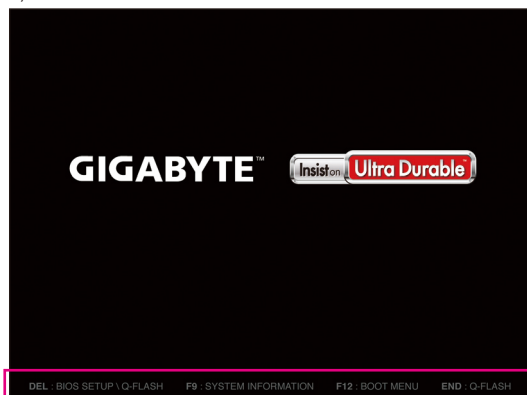 GIGABYTE™
Insist on Ultra Durable™
DEL : BIOS SETUP \ Q-FLASH F9 : SYSTEM INFORMATION F12 : BOOT MENU END : Q-FLASH